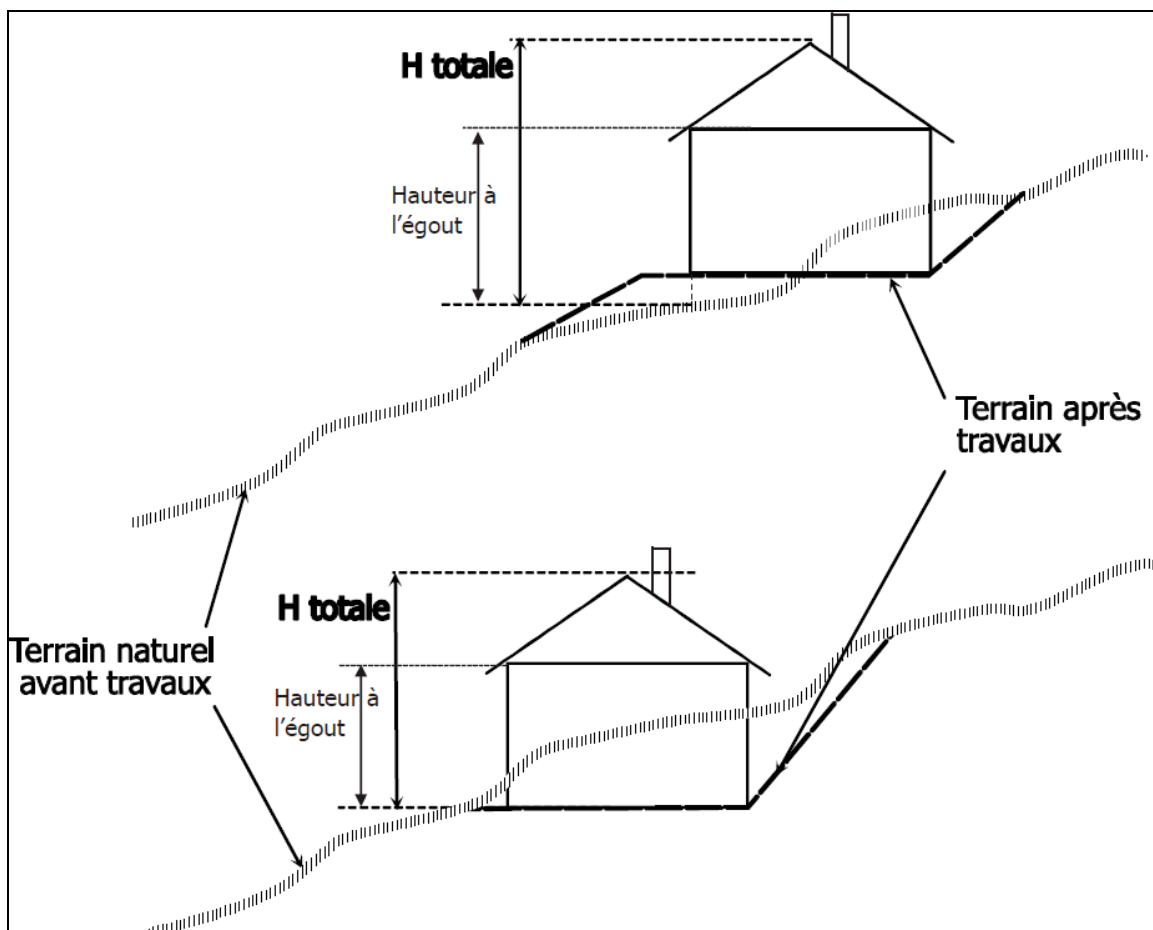 H totale
Hauteur à
l'égout
Terrain après
travaux
H totale
Terrain naturel
avant travaux
Hauteur à
l'égout